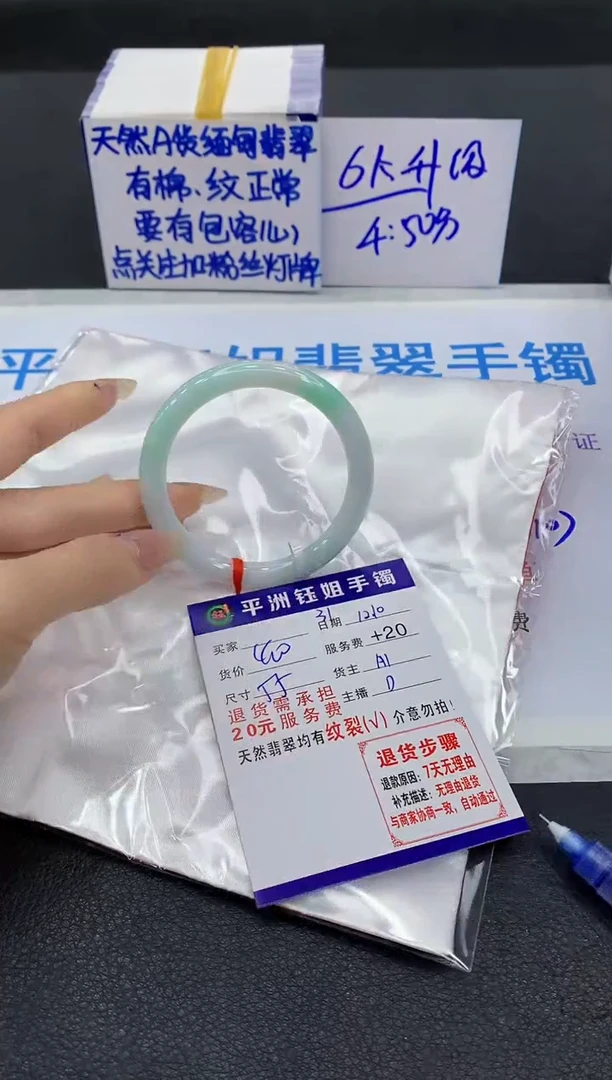 天然A货缅甸翡翠
有棉、纹正常
要有包容心
点关注加粉丝灯牌
6K升级
4:50分
平
姐翡翠手镯
证
费
平洲钰姐手镯
买家
31
日期 1210
货价
服务费 +20
尺寸
货主 A1
退货需承担
20元服务费
主播 D
天然翡翠均有纹裂(√) 介意勿拍!
退货步骤
退款原因: 7天无理由
补充描述: 无理由退货
与商家协商一致,自动通过